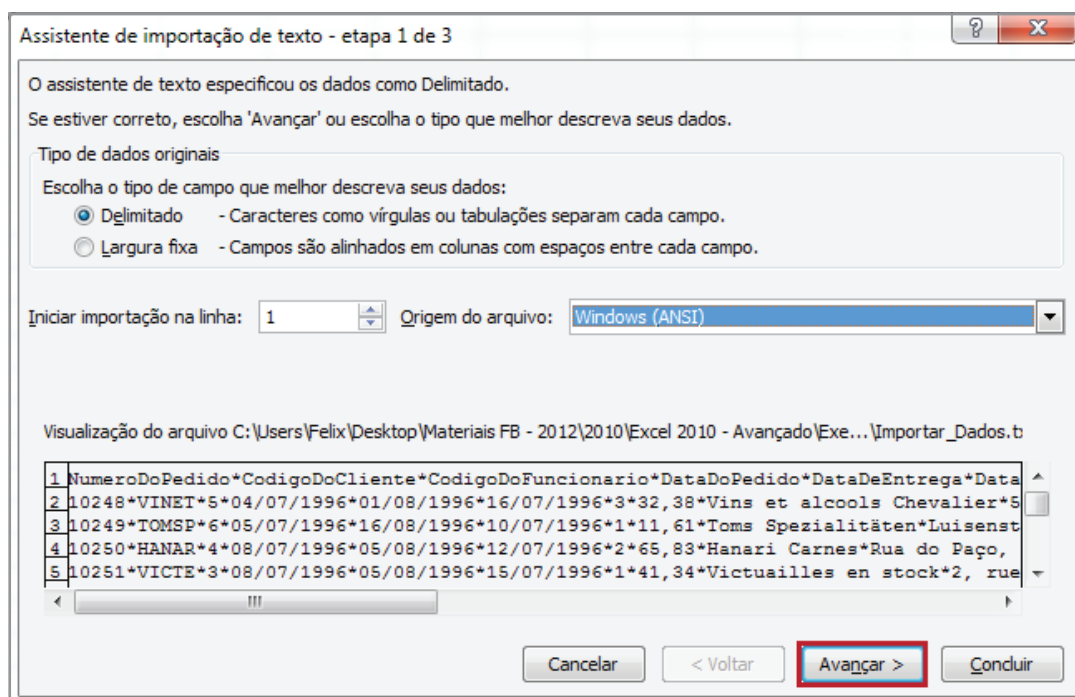 Assistente de importação de texto - etapa 1 de 3
O assistente de texto especificou os dados como Delimitado.
Se estiver correto, escolha 'Avançar' ou escolha o tipo que melhor descreva seus dados.
Tipo de dados originais
Escolha o tipo de campo que melhor descreva seus dados:
Delimitado - Caracteres como vírgulas ou tabulações separam cada campo.
Largura fixa - Campos são alinhados em colunas com espaços entre cada campo.
Iniciar importação na linha: 1 Origem do arquivo: Windows (ANSI)
Visualização do arquivo C:\Users\Felix\Desktop\Materiais FB - 2012\2010\Excel 2010 - Avançado\Exe...\Importar_Dados.t
1 NumeroDoPedido*CodigoDoCliente*CodigoDoFuncionario*DataDoPedido*DataDeEntrega*Data
2 10248*VINET*5*04/07/1996*01/08/1996*16/07/1996*3*32,38*Vins et alcools Chevalier*5
3 10249*TOMSP*6*05/07/1996*16/08/1996*10/07/1996*1*11,61*Toms Spezialitäten*Luisenst
4 10250*HANAR*4*08/07/1996*05/08/1996*12/07/1996*2*65,83*Hanari Carnes*Rua do Paço,
5 10251*VICTE*3*08/07/1996*05/08/1996*15/07/1996*1*41,34*Victuailles en stock*2, rue
Cancelar < Voltar Avançar > Concluir